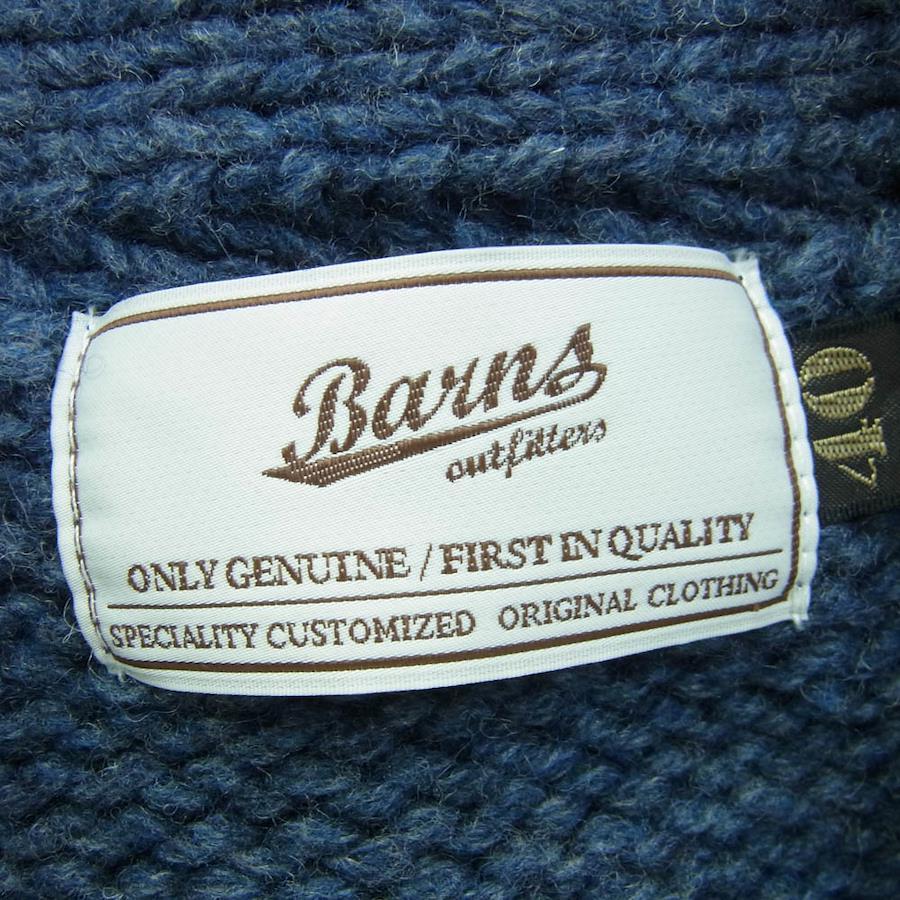 Barns
outfitters
ONLY GENUINE / FIRST IN QUALITY
SPECIALITY CUSTOMIZED ORIGINAL CLOTHING
40